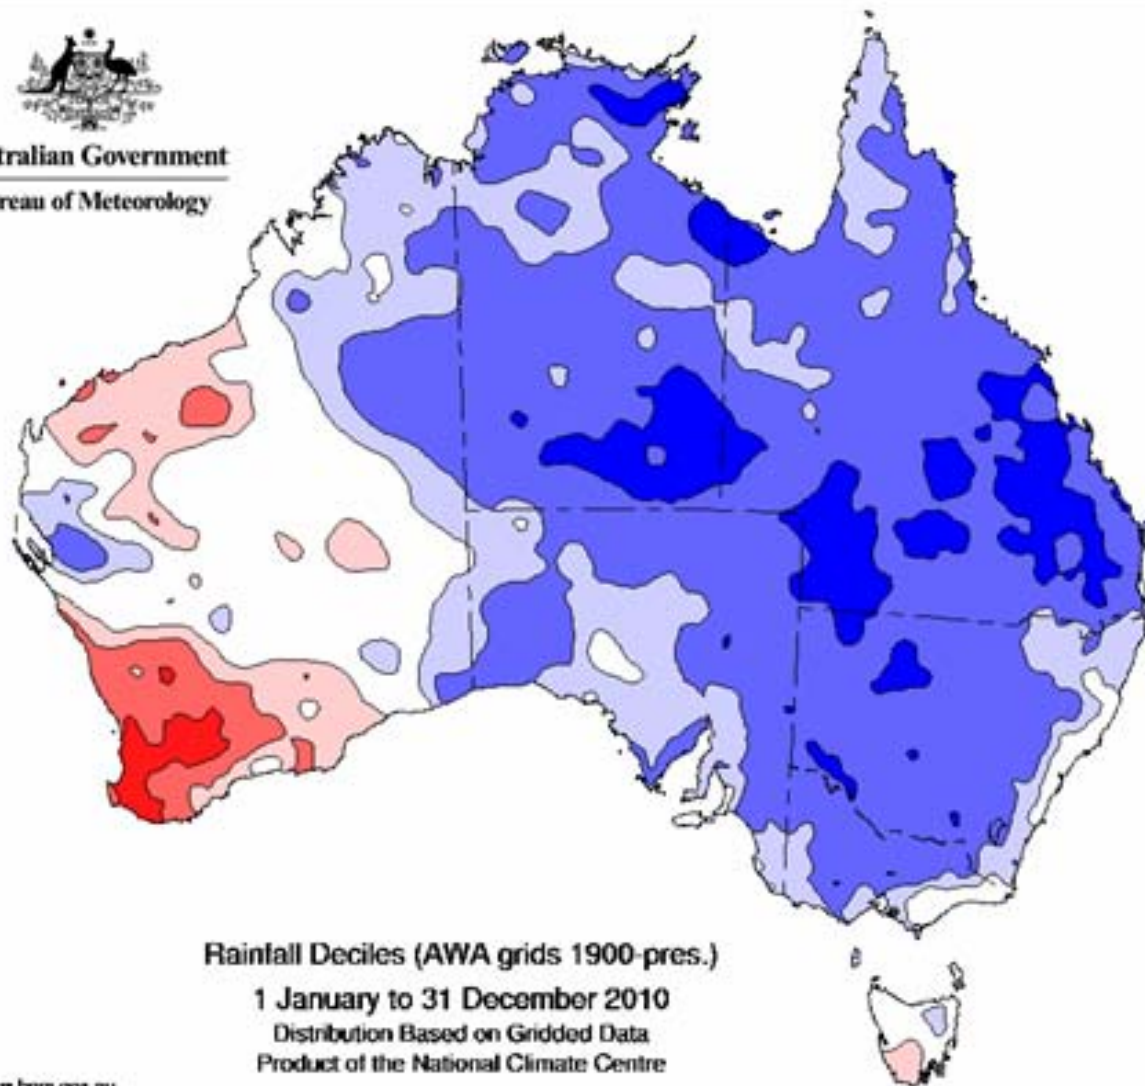 tralian Government
reau of Meteorology
Rainfall Deciles (AWA grids 1900-pres.)
1 January to 31 December 2010
Distribution Based on Gridded Data
Product of the National Climate Centre